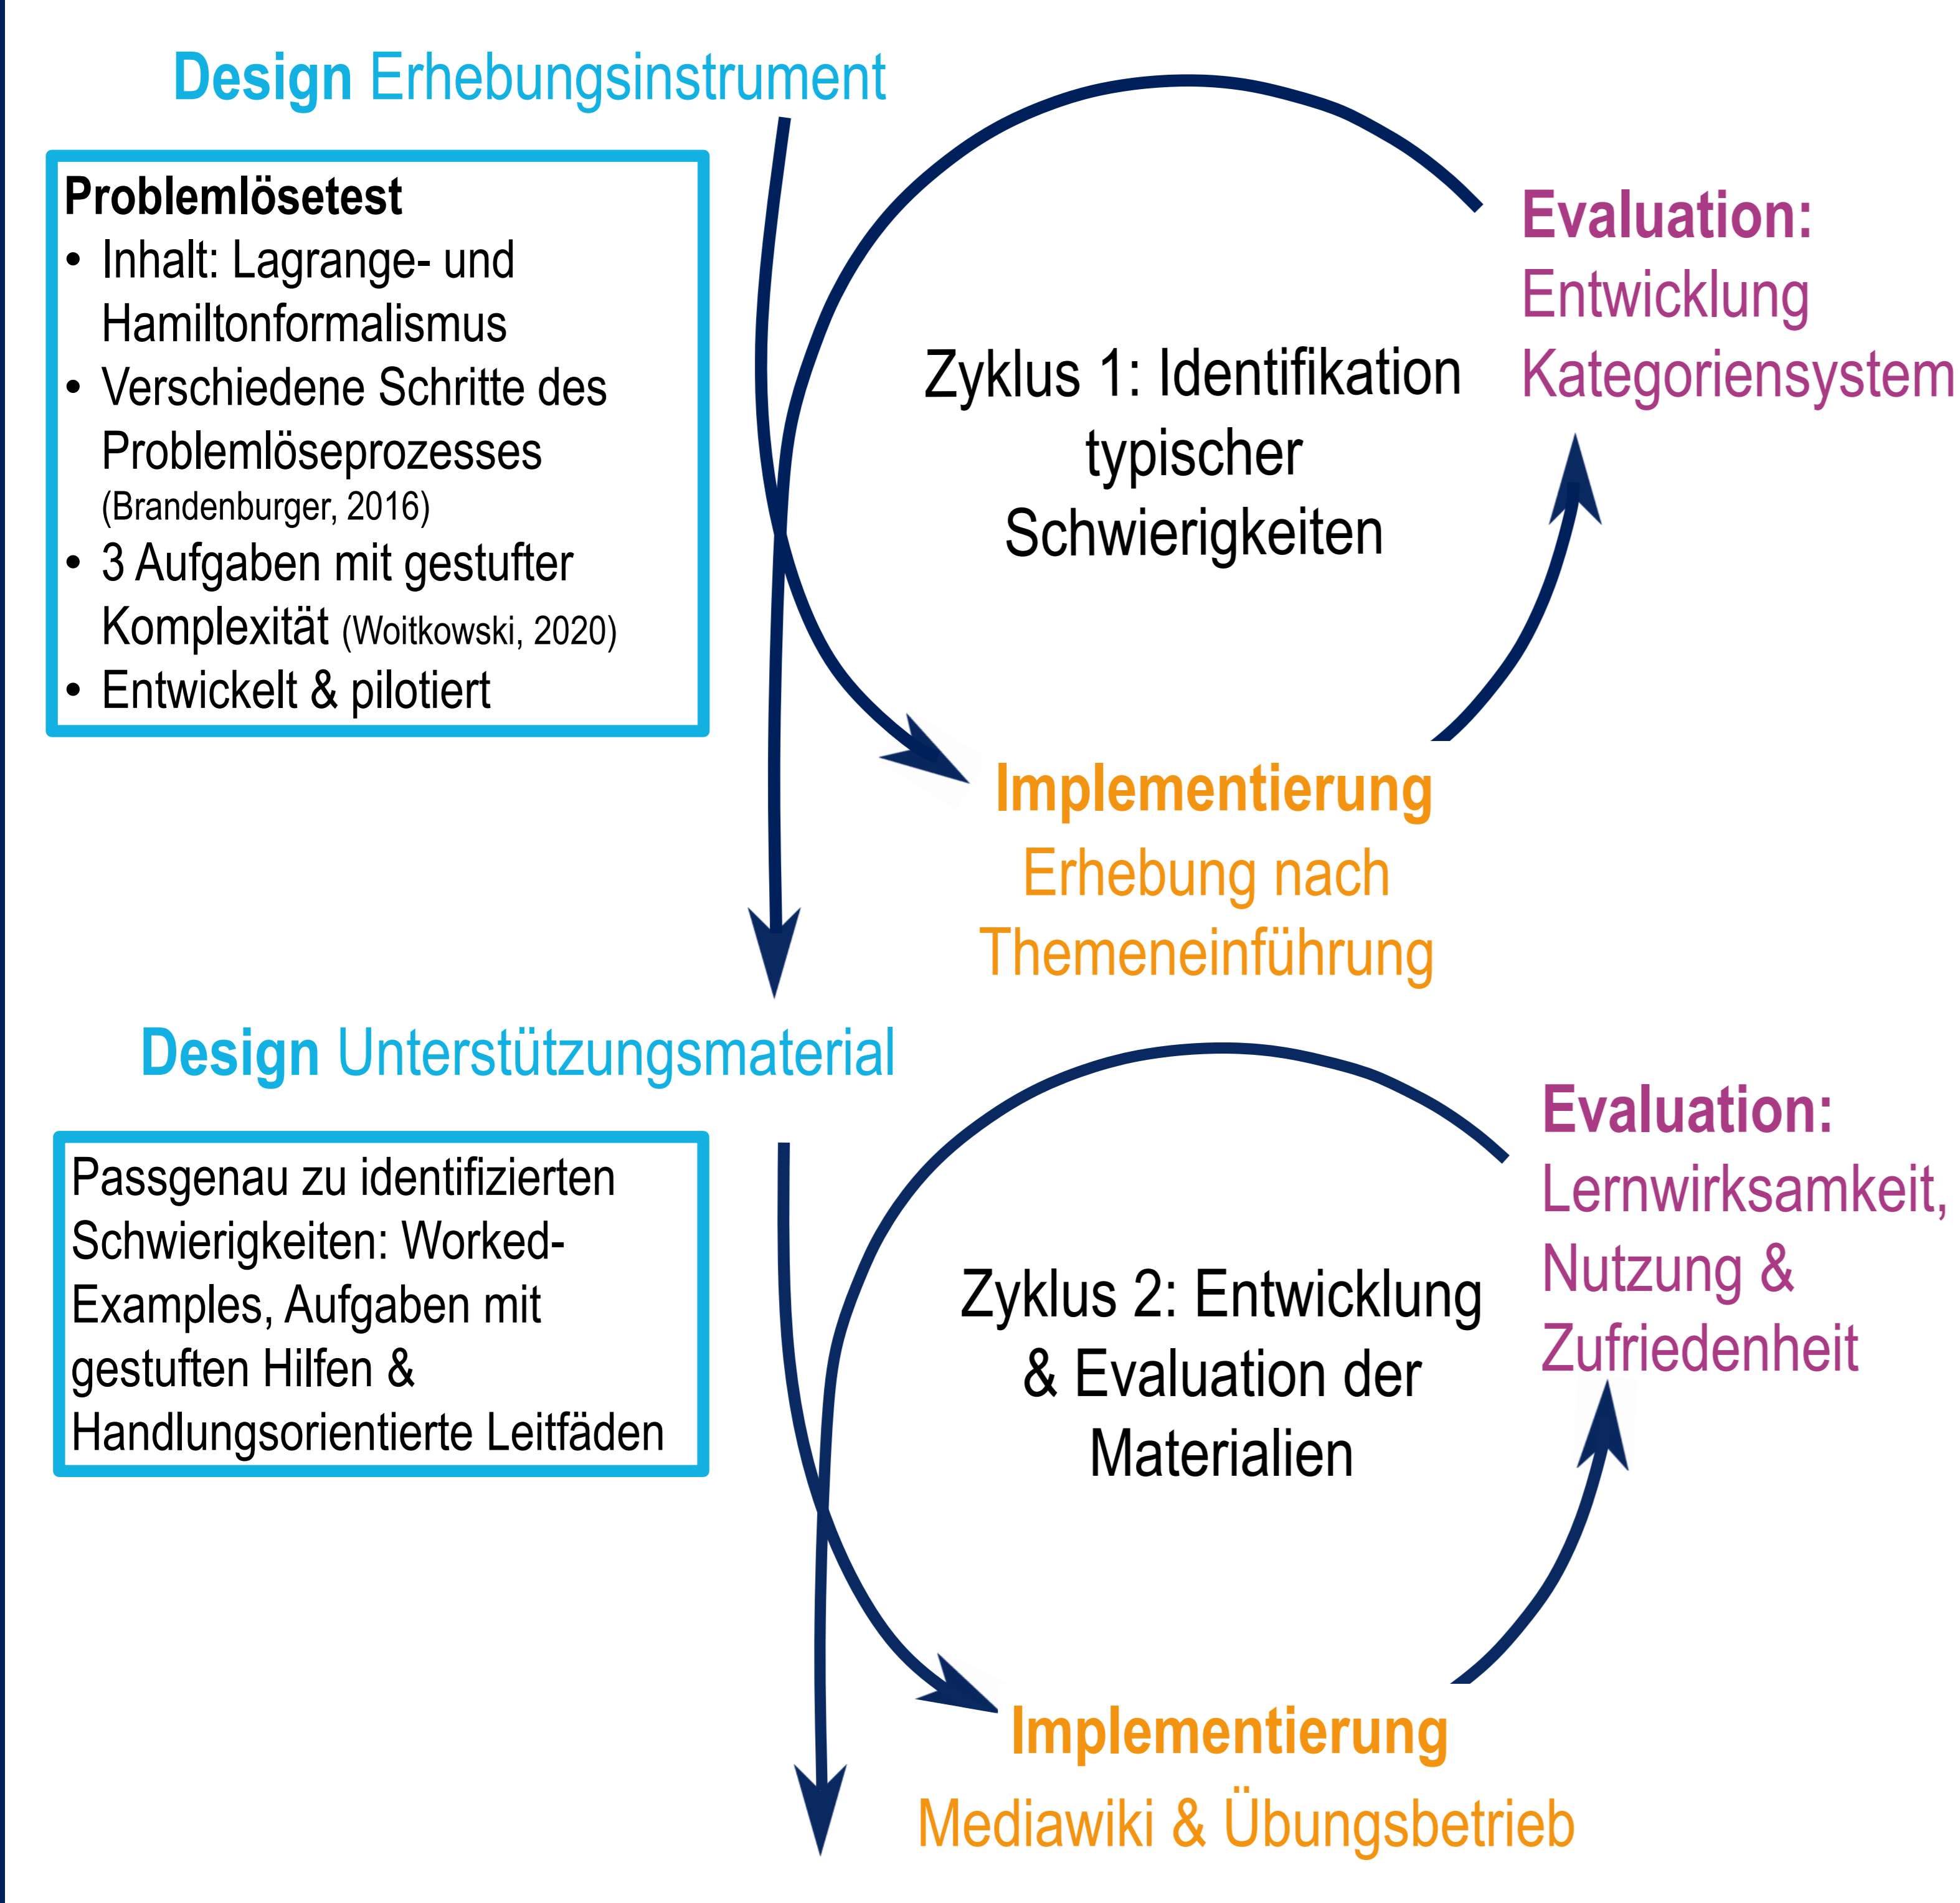 Design Erhebungsinstrument
Problemlösetest
• Inhalt: Lagrange- und
Hamiltonformalismus
• Verschiedene Schritte des
Problemlöseprozesses
(Brandenburger, 2016)
• 3 Aufgaben mit gestufter
Komplexität (Woitkowski, 2020)
• Entwickelt & pilotiert
Zyklus 1: Identifikation
typischer
Schwierigkeiten
Evaluation:
Entwicklung
Kategoriensystem
Implementierung
Erhebung nach
Themeneinführung
Design Unterstützungsmaterial
Passgenau zu identifizierten
Schwierigkeiten: Worked-
Examples, Aufgaben mit
gestuften Hilfen &
Handlungsorientierte Leitfäden
Zyklus 2: Entwicklung
& Evaluation der
Materialien
Evaluation:
Lernwirksamkeit,
Nutzung &
Zufriedenheit
Implementierung
Mediawiki & Übungsbetrieb